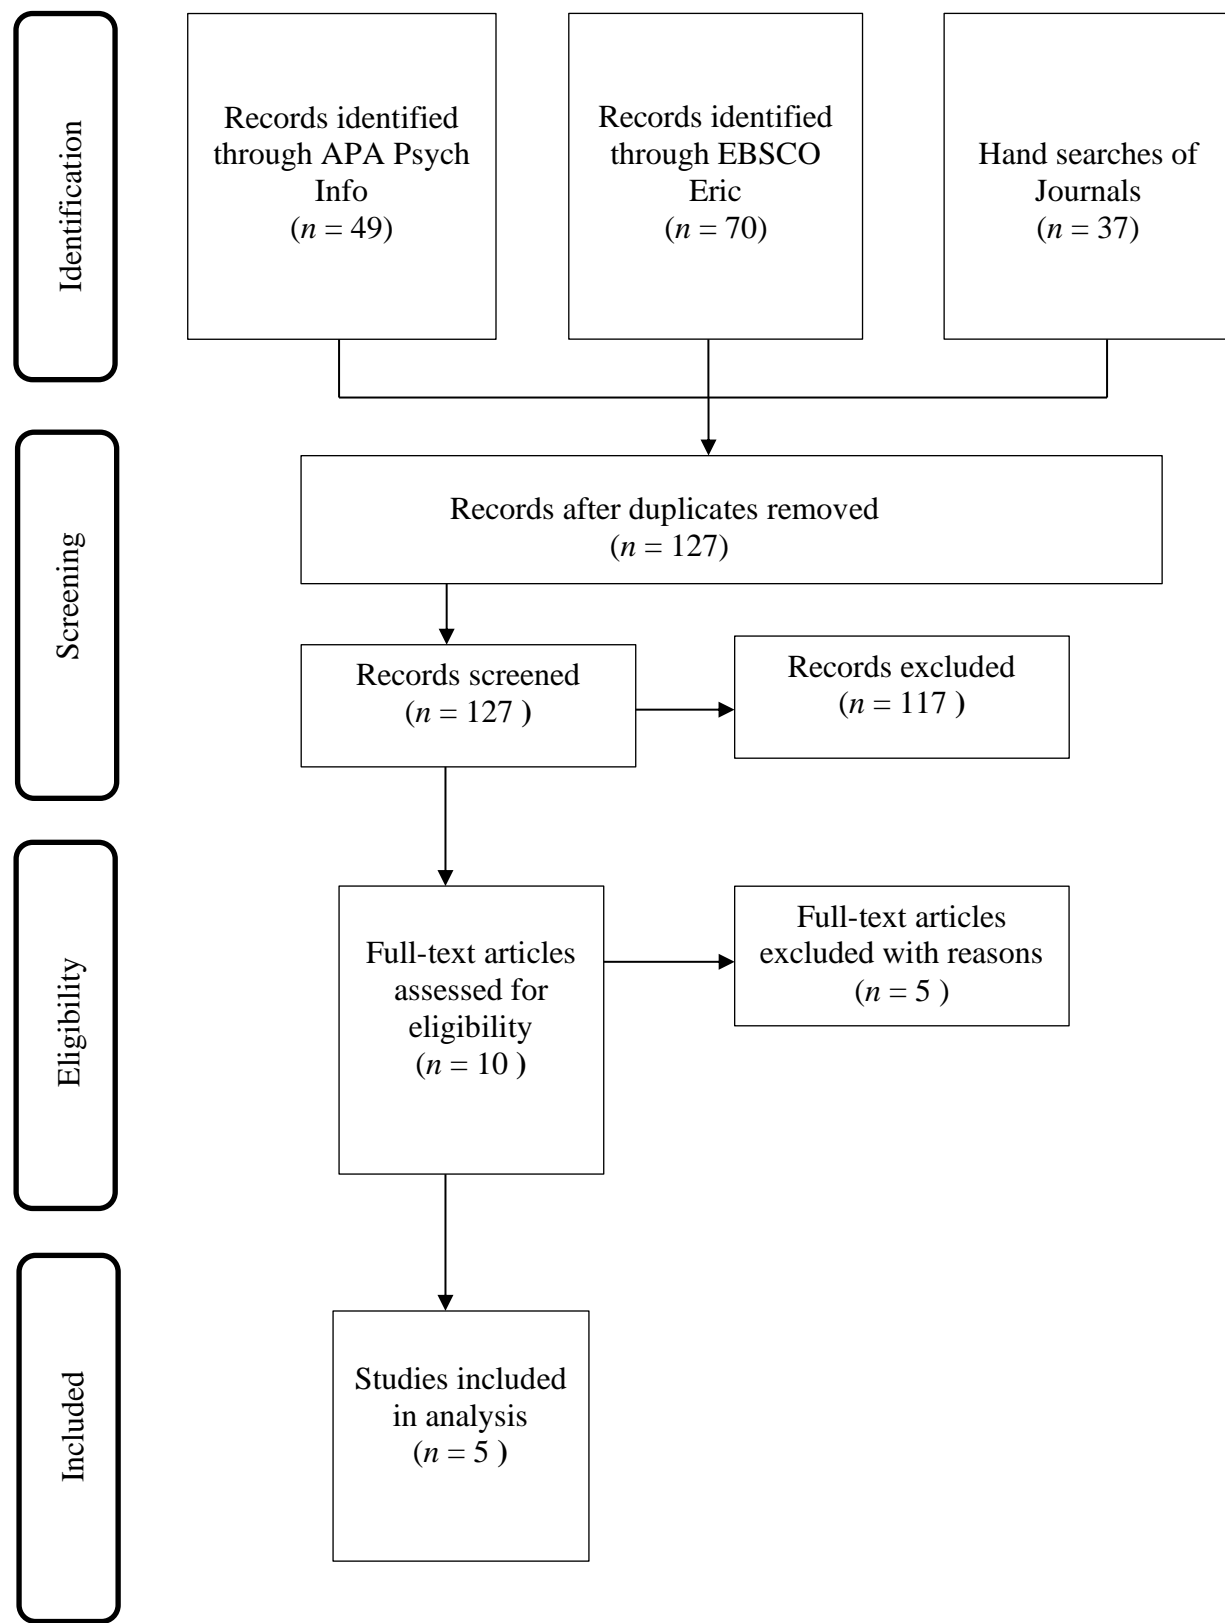 Identification
Records identified
through APA Psych
Info
(n = 49)
Records identified
through EBSCO
Eric
(n = 70)
Hand searches of
Journals
(n = 37)
Screening
Records after duplicates removed
(n = 127)
Records screened
(n = 127 )
Records excluded
(n = 117 )
Eligibility
Full-text articles
assessed for
eligibility
(n = 10 )
Full-text articles
excluded with reasons
(n = 5 )
Included
Studies included
in analysis
(n = 5 )